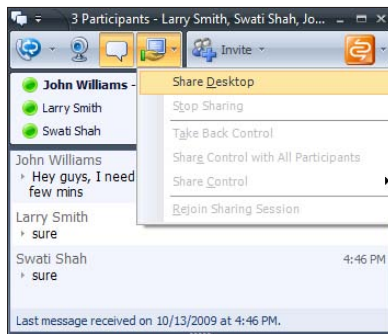 3 Participants - Larry Smith, Swati Shah, Jo...
Invite
John Williams -
Larry Smith
Swati Shah
Share Desktop
Stop Sharing
Take Back Control
Share Control with All Participants
Share Control
Rejoin Sharing Session
John Williams
Hey guys, I need
few mins
Larry Smith
sure
Swati Shah 4:46 PM
sure
Last message received on 10/13/2009 at 4:46 PM.